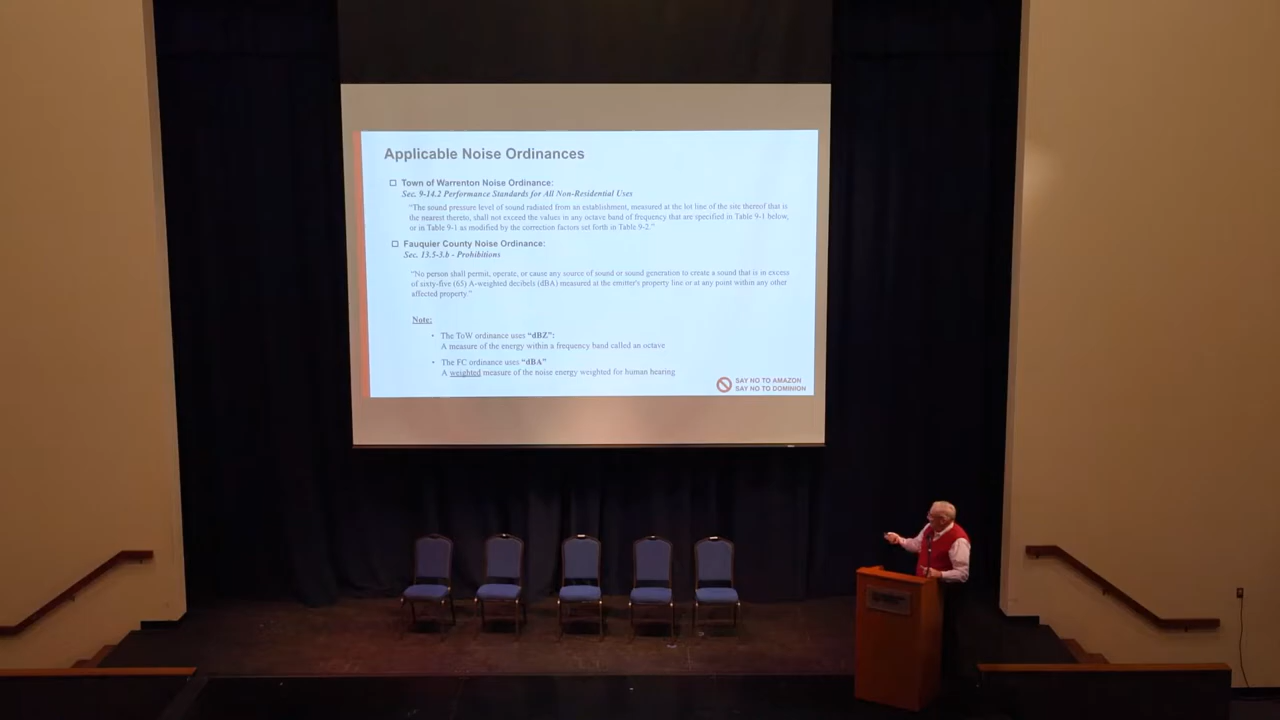 Applicable Noise Ordinances
Town of Warrenton Noise Ordinance:
Sec. 9-14.2 Performance Standards for All Non-Residential Uses
"The sound pressure level of sound radiated from an establishment, measured at the lot line of the site thereof that is
the nearest thereto, shall not exceed the values in any octave band of frequency that are specified in Table 9-1 below,
or in Table 9-1 as modified by the correction factors set forth in Table 9-2."
Fauquier County Noise Ordinance:
Sec. 13.5-3.b - Prohibitions
"No person shall permit, operate, or cause any source of sound or sound generation to create a sound that is in excess
of sixty-five (65) A-weighted decibels (dBA) measured at the emitter's property line or at any point within any other
affected property."
Note:
• The ToW ordinance uses "dBZ":
A measure of the energy within a frequency band called an octave
• The FC ordinance uses "dBA"
A weighted measure of the noise energy weighted for human hearing
SAY NO TO AMAZON
SAY NO TO DOMINION